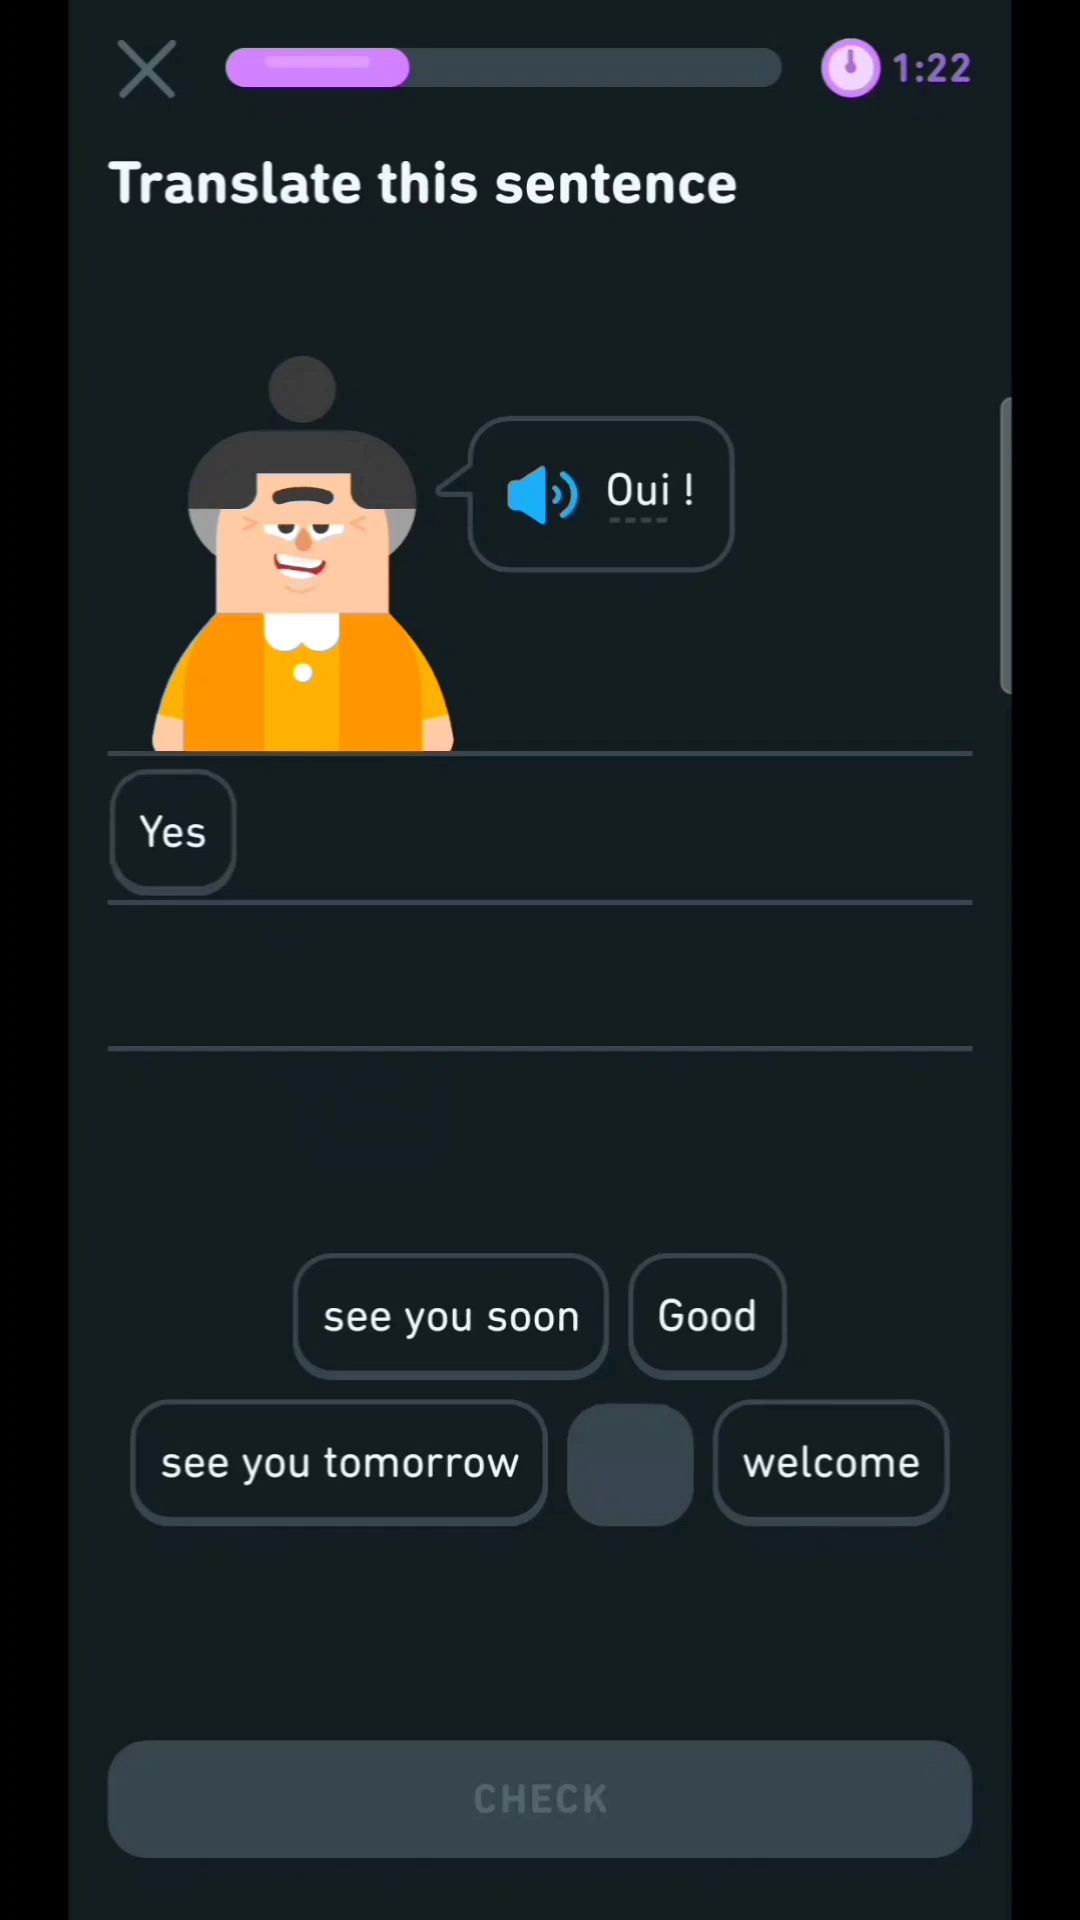 1:22
Translate this sentence
Oui !
Yes
see you soon Good
see you tomorrow welcome
CHECK